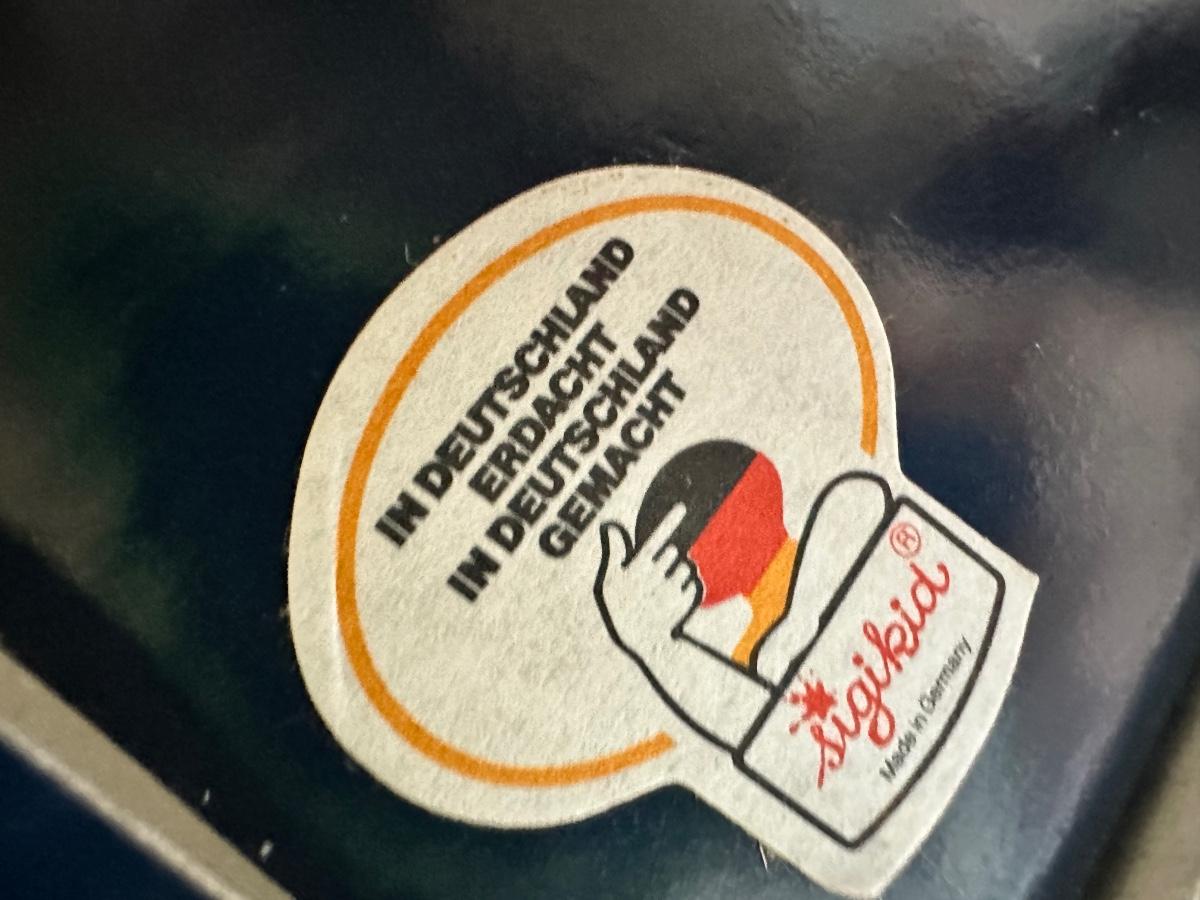 IN DEUTSCHLAND
ERDACHT
IN DEUTSCHLAND
GEMACHT
sigikid®
Made in Germany